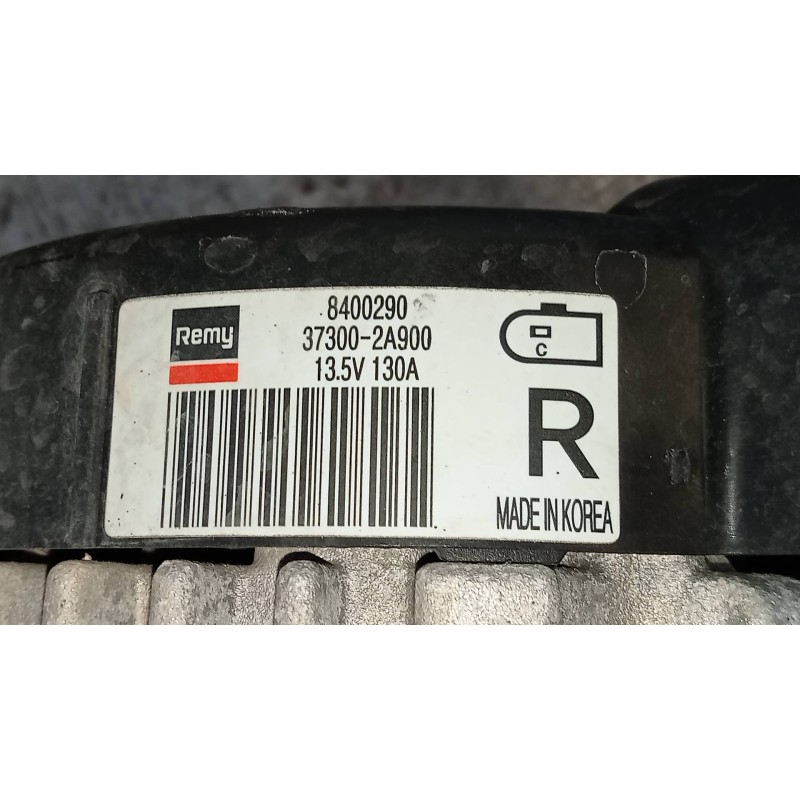 Remy
8400290
37300-2A900
13.5V 130A
C
R
MADE IN KOREA